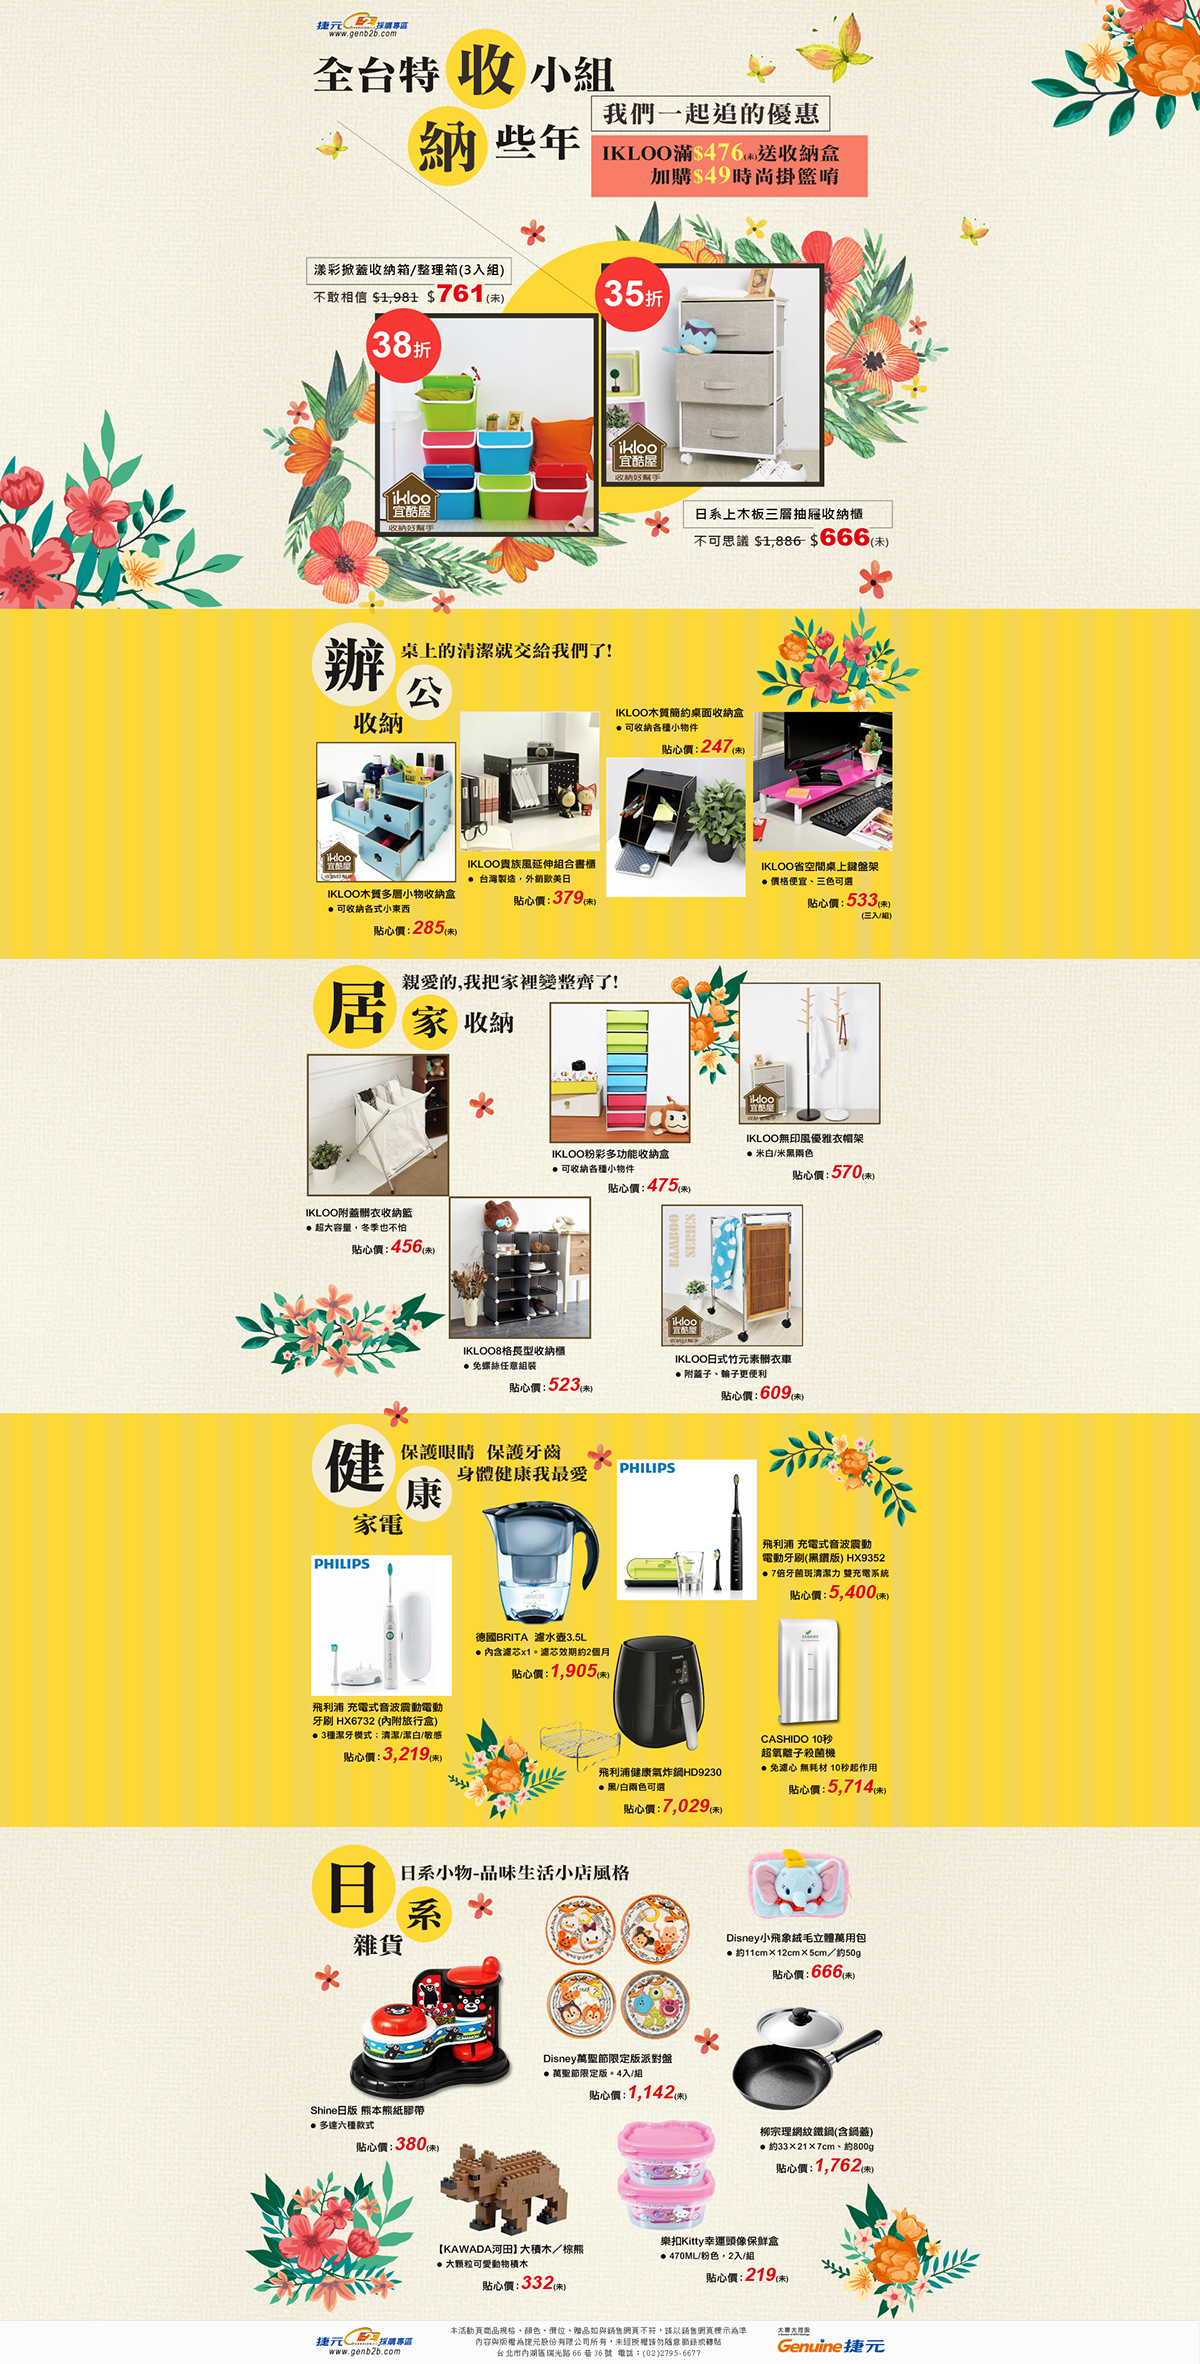 捷元 E2 採購專區
www.genb2b.com
全台特收小組
納些年
我們一起追的優惠
IKLOO滿$476(未)送收納盒
加購$49時尚掛籃唷
漾彩掀蓋收納箱/整理箱(3入組)
不敢相信 $1,981 $761(未)
38折
35折
ikloo
宜酷屋
收納好幫手
ikloo
宜酷屋
收納好幫手
日系上木板三層抽屜收納櫃
不可思議 $1,886 $666(未)
辦公
收納
桌上的清潔就交給我們了!
ikloo
宜酷屋
收納好幫手
IKLOO木質多層小物收納盒
● 可收納各式小東西
貼心價:285(未)
IKLOO貴族風延伸組合書櫃
● 台灣製造，外銷歐美日
貼心價:379(未)
IKLOO木質簡約桌面收納盒
● 可收納各種小物件
貼心價:247(未)
IKLOO省空間桌上鍵盤架
● 價格便宜、三色可選
貼心價:533(未)
(三入/組)
居家收納
親愛的,我把家裡變整齊了!
IKLOO附蓋髒衣收納籃
● 超大容量，冬季也不怕
貼心價:456(未)
IKLOO粉彩多功能收納盒
● 可收納各種小物件
貼心價:475(未)
ikloo
宜酷屋
IKLOO無印風優雅衣帽架
● 米白/米黑兩色
貼心價:570(未)
IKLOO8格長型收納櫃
● 免螺絲任意組裝
貼心價:523(未)
BAMBOO
SERIES
ikloo
宜酷屋
收納好幫手
IKLOO日式竹元素髒衣車
● 附蓋子、輪子更便利
貼心價:609(未)
健康
家電
保護眼睛 保護牙齒
身體健康我最愛
PHILIPS
飛利浦 充電式音波震動電動
牙刷 HX6732 (內附旅行盒)
● 3種潔牙模式：清潔/潔白/敏感
貼心價:3,219(未)
德國BRITA 濾水壺3.5L
● 內含濾芯x1。濾芯效期約2個月
貼心價:1,905(未)
PHILIPS
飛利浦 充電式音波震動
電動牙刷(黑鑽版) HX9352
● 7倍牙菌斑清潔力 雙充電系統
貼心價:5,400(未)
飛利浦健康氣炸鍋HD9230
● 黑/白兩色可選
貼心價:7,029(未)
CASHIDO
CASHIDO 10秒
超氧離子殺菌機
● 免濾心 無耗材 10秒起作用
貼心價:5,714(未)
日系
雜貨
日系小物-品味生活小店風格
Shine日版 熊本熊紙膠帶
● 多達六種款式
貼心價:380(未)
Disney萬聖節限定版派對盤
● 萬聖節限定版。4入/組
貼心價:1,142(未)
Disney小飛象絨毛立體萬用包
● 約11cm×12cm×5cm／約50g
貼心價:666(未)
柳宗理網紋鐵鍋(含鍋蓋)
● 約33×21×7cm、約800g
貼心價:1,762(未)
【KAWADA河田】大積木／棕熊
● 大顆粒可愛動物積木
貼心價:332(未)
樂扣Kitty幸運頭像保鮮盒
● 470ML/粉色，2入/組
貼心價:219(未)
捷元 E2 採購專區
www.genb2b.com
本活動頁商品規格、顏色、價位、贈品如與銷售網頁不符，請以銷售網頁標示為準
內容與版權為捷元股份有限公司所有，未經授權請勿隨意節錄或轉貼
台北市內湖區瑞光路 66 巷 36 號 電話：(02)2795-6677
大聯大控股
Genuine 捷元